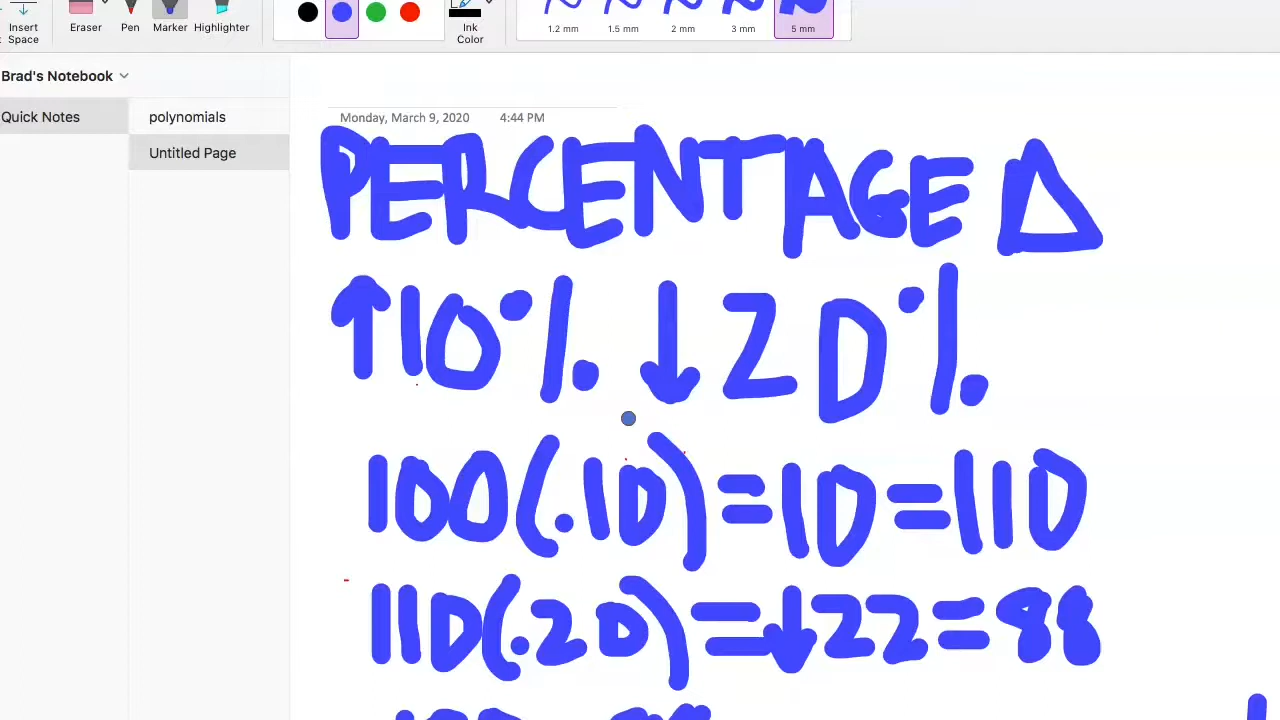 Insert Space
Eraser Pen Marker Highlighter
Ink Color
1.2 mm 1.5 mm 2 mm 3 mm 5 mm
Brad's Notebook
Quick Notes
polynomials
Untitled Page
Monday, March 9, 2020 4:44 PM
PERCENTAGE Δ
↑10% ↓20%
100(.10)=10=110
110(.20)=↓22=88